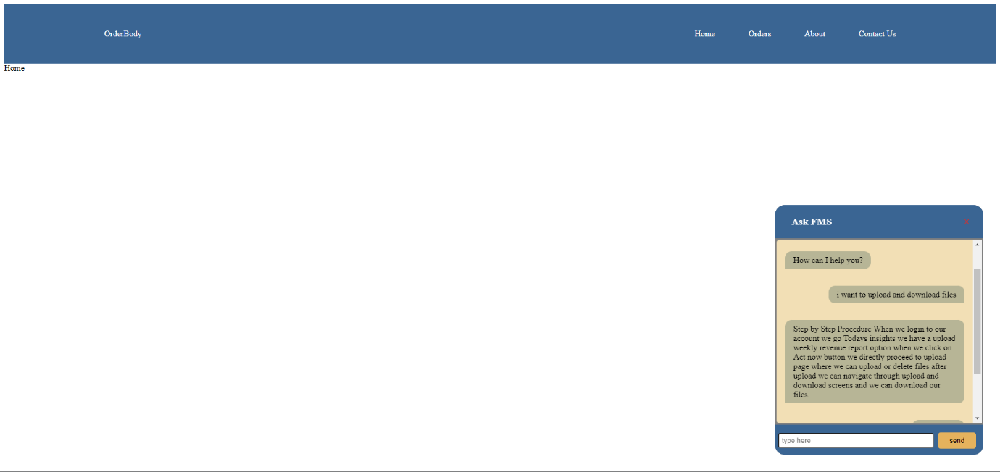 OrderBody
Home
Orders
About
Contact Us
Home
Ask FMS
How can I help you?
i want to upload and download files
Step by Step Procedure When we login to our
account we go Todays insights we have a upload
weekly revenue report option when we click on
Act now button we directly proceed to upload
page where we can upload or delete files after
upload we can navigate through upload and
download screens and we can download our
files.
type here
send